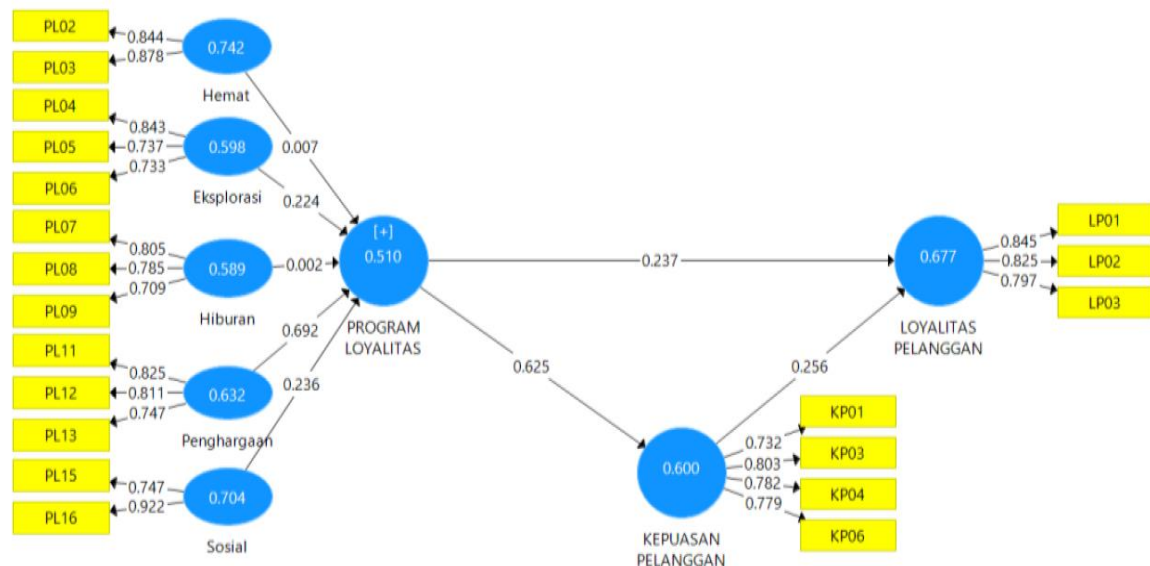 PL02
0.844
0.878
PL03
0.742
Hemat
0.007
PL04
0.843
PL05
0.737
0.733
PL06
0.598
Eksplorasi
0.224
PL07
0.805
PL08
0.785
0.709
PL09
0.589
Hiburan
0.002
PL11
0.825
PL12
0.811
0.747
PL13
0.632
Penghargaan
0.692
PL15
0.747
0.922
PL16
0.704
Sosial
0.236
[+]
0.510
PROGRAM
LOYALITAS
0.237
0.625
0.677
LOYALITAS
PELANGGAN
0.845
LP01
0.825
LP02
0.797
LP03
0.256
0.600
KEPUASAN
PELANGGAN
0.732
KP01
0.803
KP03
0.782
KP04
0.779
KP06